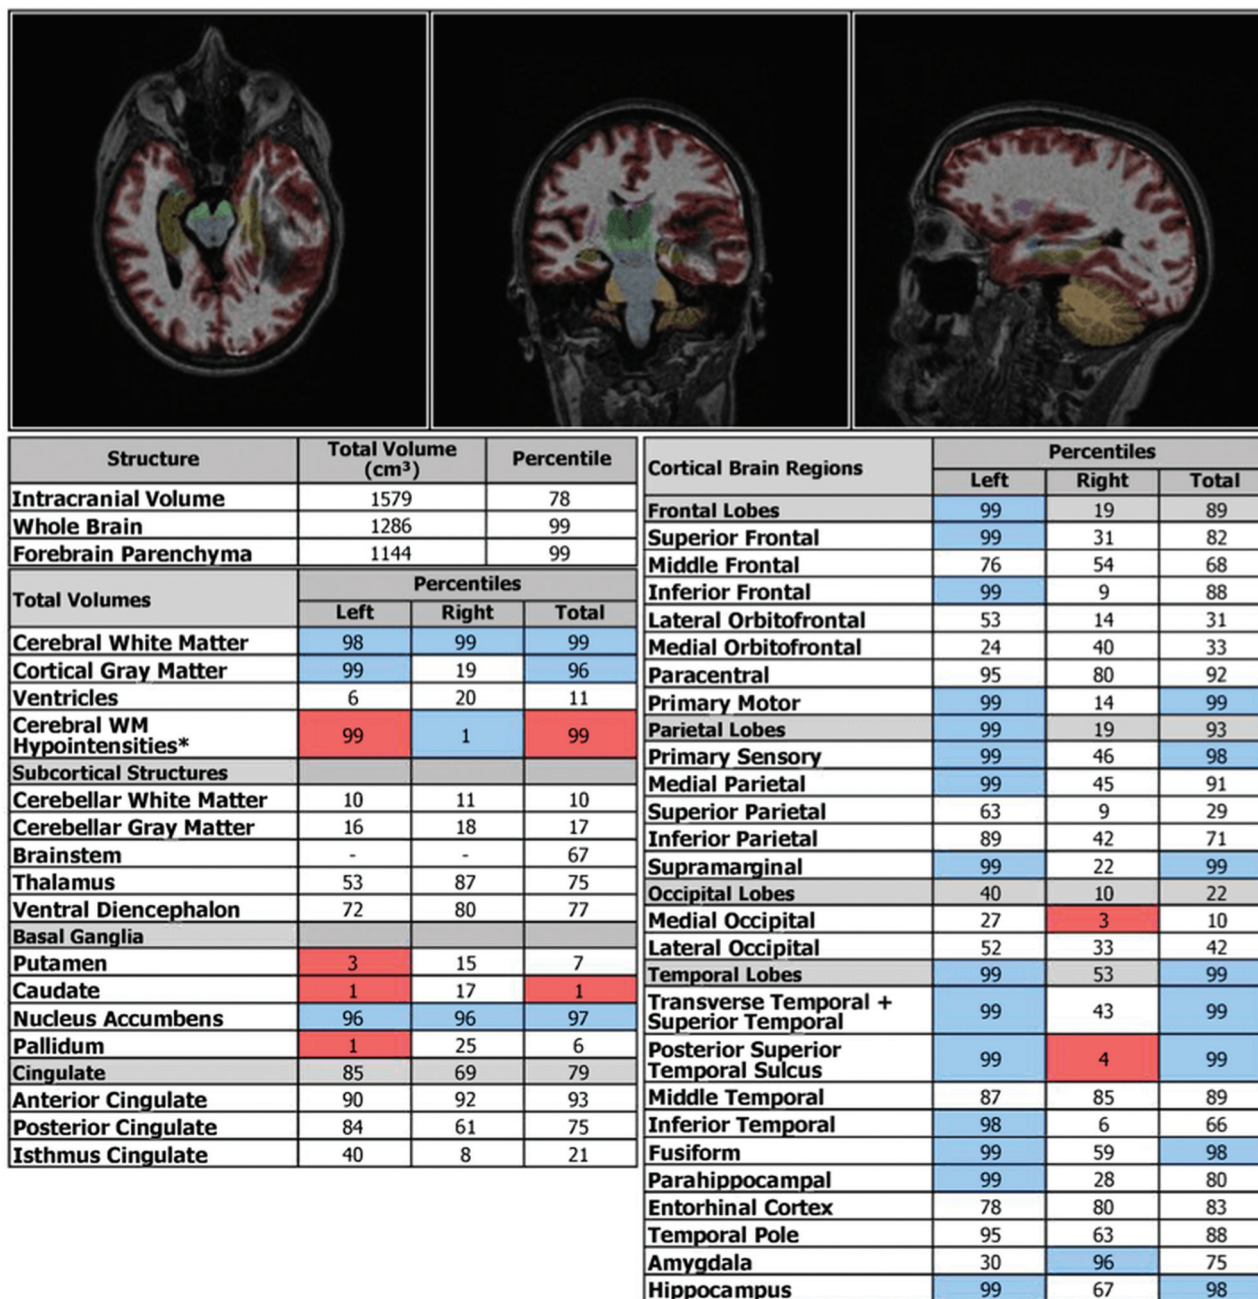 Structure Total Volume (cm³) Percentile
Intracranial Volume 1579 78
Whole Brain 1286 99
Forebrain Parenchyma 1144 99
Total Volumes Percentiles
Left Right Total
Cerebral White Matter 98 99 99
Cortical Gray Matter 99 19 96
Ventricles 6 20 11
Cerebral WM
Hypointensities* 99 1 99
Subcortical Structures
Cerebellar White Matter 10 11 10
Cerebellar Gray Matter 16 18 17
Brainstem - - 67
Thalamus 53 87 75
Ventral Diencephalon 72 80 77
Basal Ganglia
Putamen 3 15 7
Caudate 1 17 1
Nucleus Accumbens 96 96 97
Pallidum 1 25 6
Cingulate 85 69 79
Anterior Cingulate 90 92 93
Posterior Cingulate 84 61 75
Isthmus Cingulate 40 8 21
Cortical Brain Regions Percentiles
Left Right Total
Frontal Lobes 99 19 89
Superior Frontal 99 31 82
Middle Frontal 76 54 68
Inferior Frontal 99 9 88
Lateral Orbitofrontal 53 14 31
Medial Orbitofrontal 24 40 33
Paracentral 95 80 92
Primary Motor 99 14 99
Parietal Lobes 99 19 93
Primary Sensory 99 46 98
Medial Parietal 99 45 91
Superior Parietal 63 9 29
Inferior Parietal 89 42 71
Supramarginal 99 22 99
Occipital Lobes 40 10 22
Medial Occipital 27 3 10
Lateral Occipital 52 33 42
Temporal Lobes 99 53 99
Transverse Temporal +
Superior Temporal 99 43 99
Posterior Superior
Temporal Sulcus 99 4 99
Middle Temporal 87 85 89
Inferior Temporal 98 6 66
Fusiform 99 59 98
Parahippocampal 99 28 80
Entorhinal Cortex 78 80 83
Temporal Pole 95 63 88
Amygdala 30 96 75
Hippocampus 99 67 98